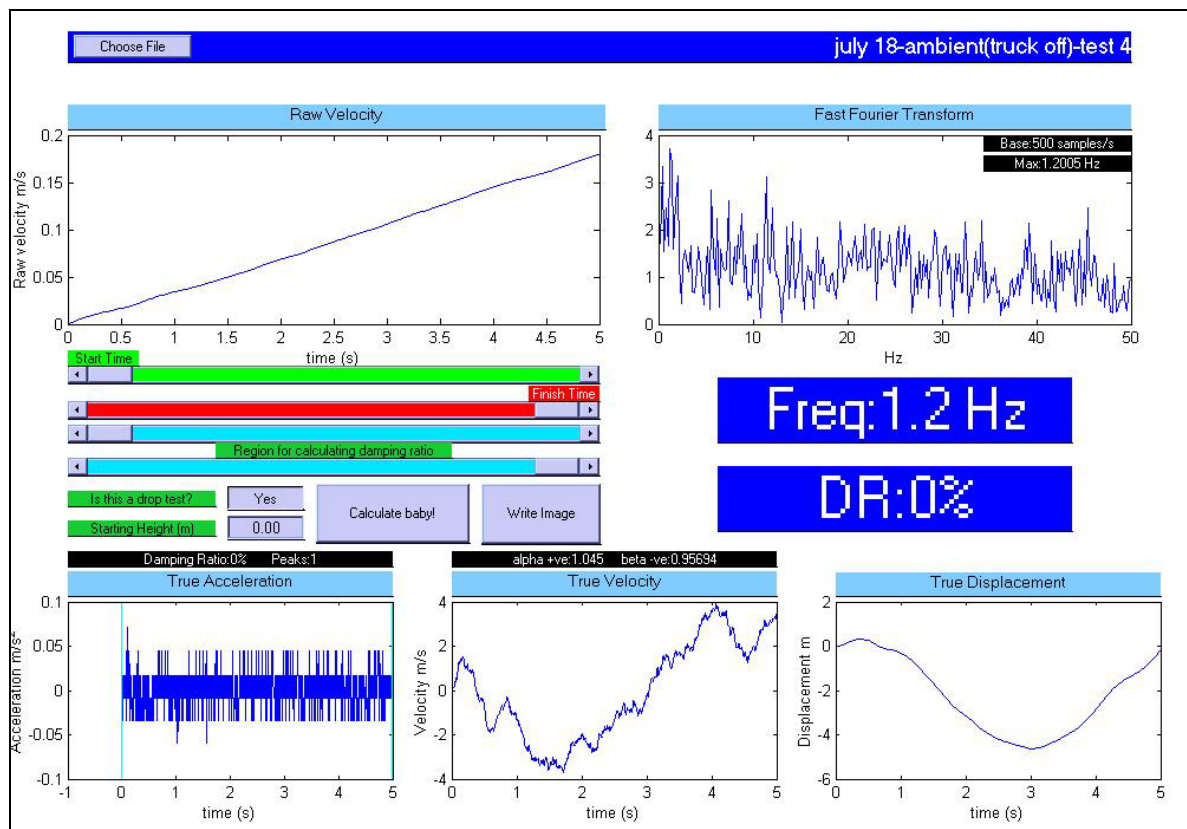 Choose File
july 18-ambient(truck off)-test 4
Raw Velocity
Raw velocity m/s
0.2
0.15
0.1
0.05
0
0 0.5 1 1.5 2 2.5 3 3.5 4 4.5 5
time (s)
Fast Fourier Transform
Base:500 samples/s
Max:1.2005 Hz
4
3
2
1
0
0 10 20 30 40 50
Hz
Start Time
Finish Time
Region for calculating damping ratio
Is this a drop test?
Yes
Starting Height (m)
0.00
Calculate baby!
Write Image
Freq:1.2 Hz
DR:0%
Damping Ratio:0% Peaks:1
True Acceleration
Acceleration m/s²
0.1
0.05
0
-0.05
-0.1
-1 0 1 2 3 4 5
time (s)
alpha +ve:1.045 beta -ve:0.95694
True Velocity
Velocity m/s
4
2
0
-2
-4
0 1 2 3 4 5
time (s)
True Displacement
Displacement m
2
0
-2
-4
-6
0 1 2 3 4 5
time (s)